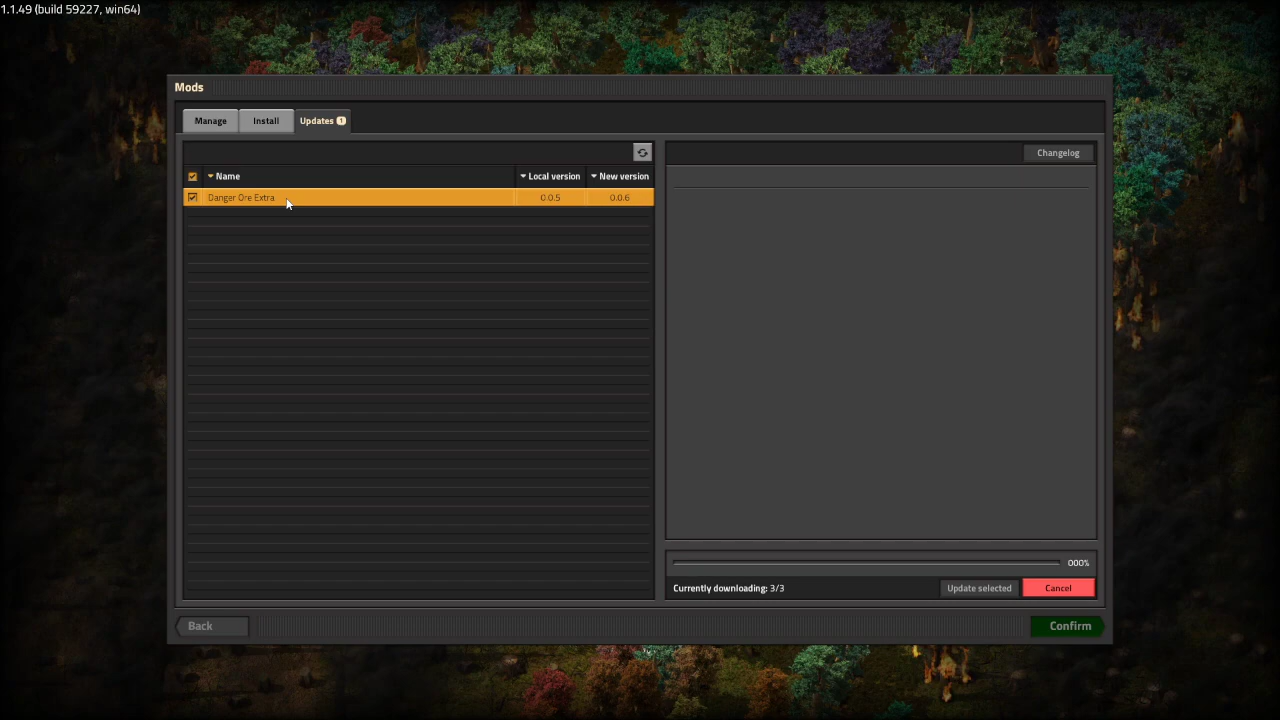 1.1.49 (build 59227, win64)
Mods
Manage Install Updates 1
Changelog
Name Local version New version
Danger Ore Extra 0.0.5 0.0.6
000%
Currently downloading: 3/3 Update selected Cancel
Back Confirm